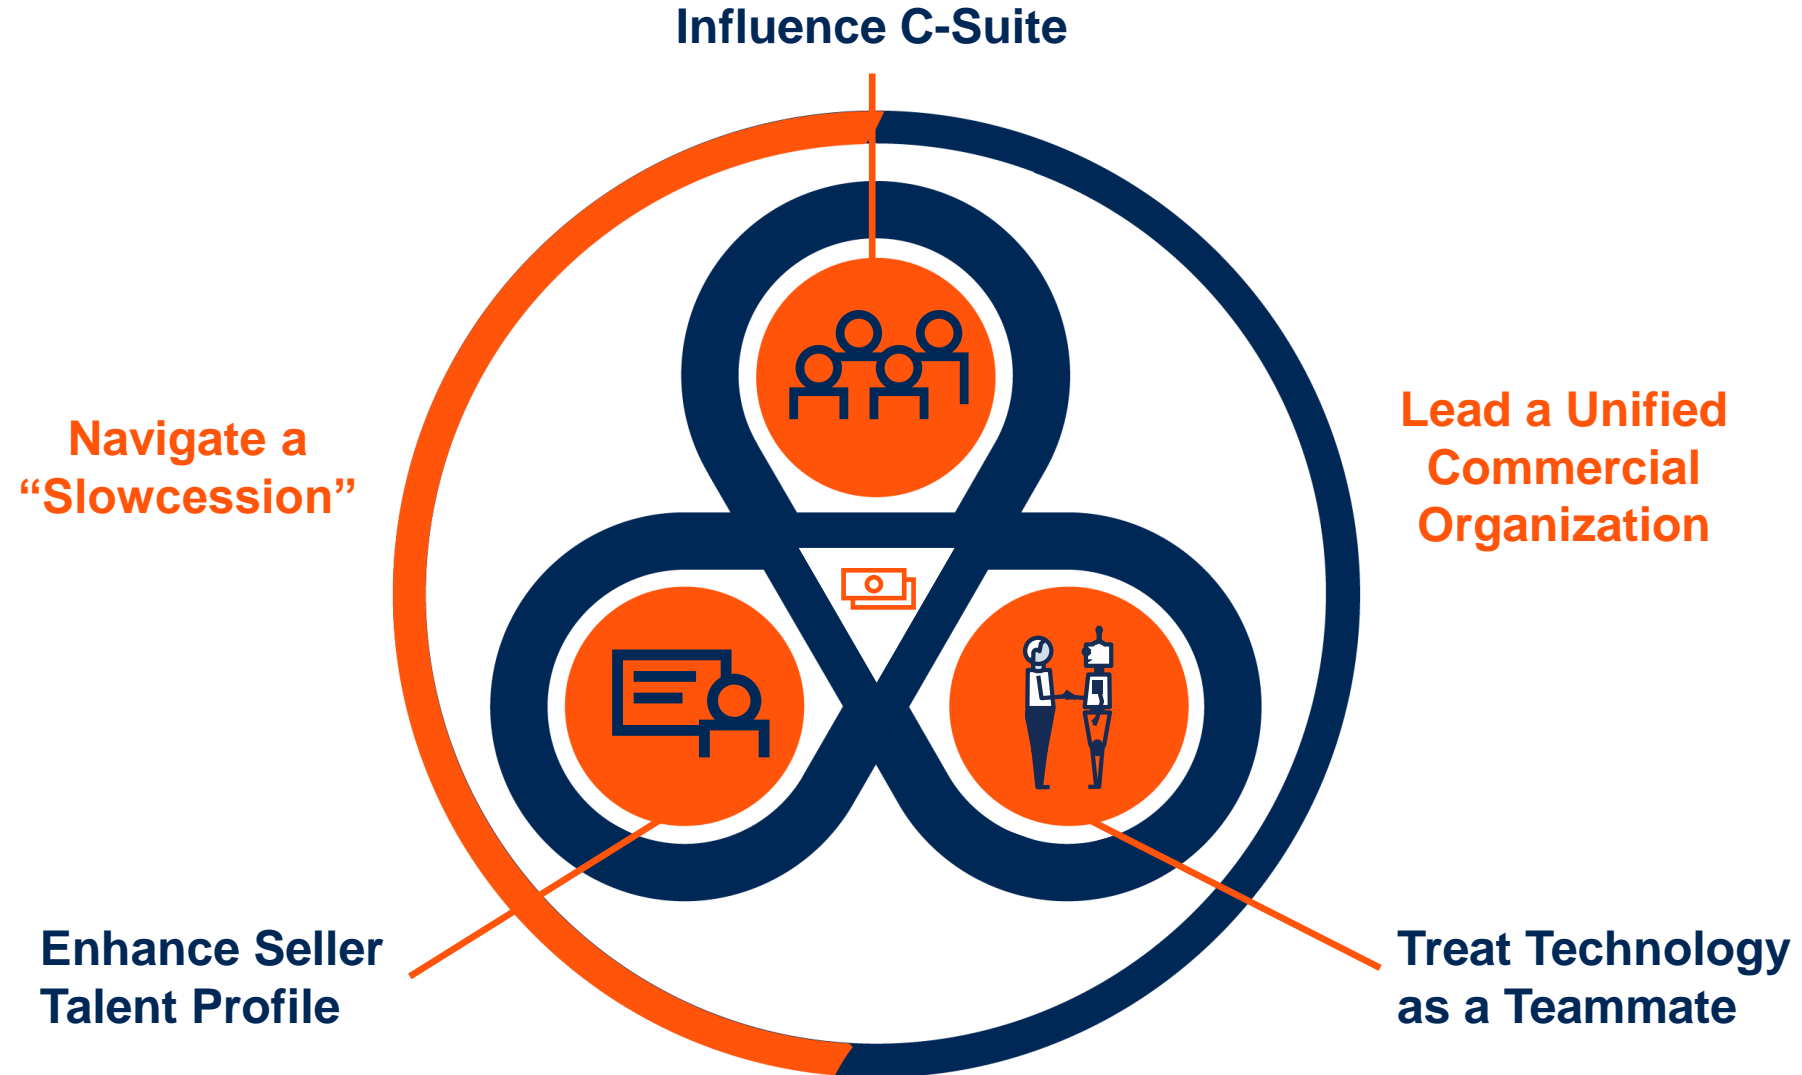 Influence C-Suite
Navigate a
“Slowcession”
Lead a Unified
Commercial
Organization
Enhance Seller
Talent Profile
Treat Technology
as a Teammate